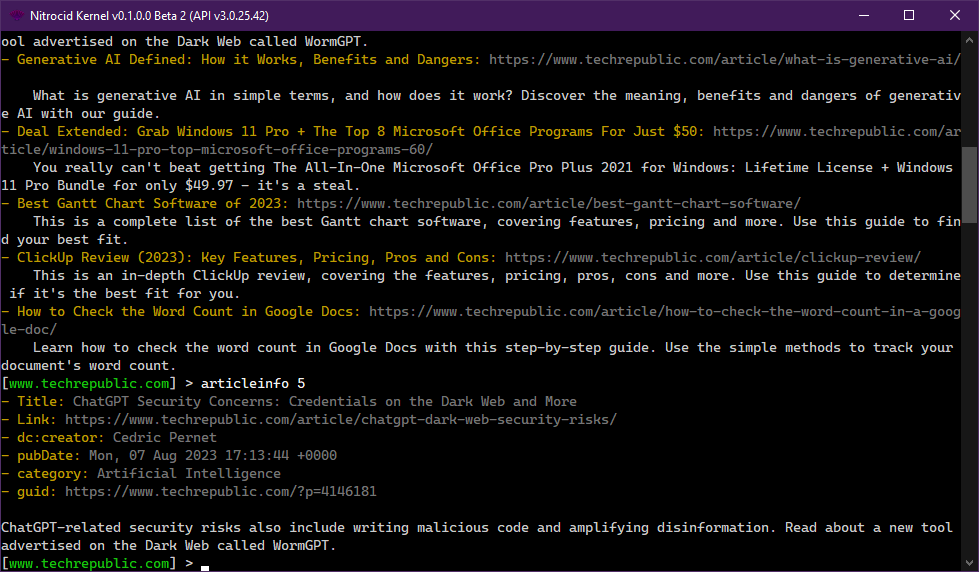 Nitrocid Kernel v0.1.0.0 Beta 2 (API v3.0.25.42)
ool advertised on the Dark Web called WormGPT.
- Generative AI Defined: How it Works, Benefits and Dangers: https://www.techrepublic.com/article/what-is-generative-ai/
What is generative AI in simple terms, and how does it work? Discover the meaning, benefits and dangers of generativ
e AI with our guide.
- Deal Extended: Grab Windows 11 Pro + The Top 8 Microsoft Office Programs For Just $50: https://www.techrepublic.com/ar
ticle/windows-11-pro-top-microsoft-office-programs-60/
You really can't beat getting The All-In-One Microsoft Office Pro Plus 2021 for Windows: Lifetime License + Windows
11 Pro Bundle for only $49.97 - it's a steal.
- Best Gantt Chart Software of 2023: https://www.techrepublic.com/article/best-gantt-chart-software/
This is a complete list of the best Gantt chart software, covering features, pricing and more. Use this guide to fin
d your best fit.
- ClickUp Review (2023): Key Features, Pricing, Pros and Cons: https://www.techrepublic.com/article/clickup-review/
This is an in-depth ClickUp review, covering the features, pricing, pros, cons and more. Use this guide to determine
if it's the best fit for you.
- How to Check the Word Count in Google Docs: https://www.techrepublic.com/article/how-to-check-the-word-count-in-a-goog
le-doc/
Learn how to check the word count in Google Docs with this step-by-step guide. Use the simple methods to track your
document's word count.
[www.techrepublic.com] > articleinfo 5
- Title: ChatGPT Security Concerns: Credentials on the Dark Web and More
- Link: https://www.techrepublic.com/article/chatgpt-dark-web-security-risks/
- dc:creator: Cedric Pernet
- pubDate: Mon, 07 Aug 2023 17:13:44 +0000
- category: Artificial Intelligence
- guid: https://www.techrepublic.com/?p=4146181
ChatGPT-related security risks also include writing malicious code and amplifying disinformation. Read about a new tool
advertised on the Dark Web called WormGPT.
[www.techrepublic.com] > _